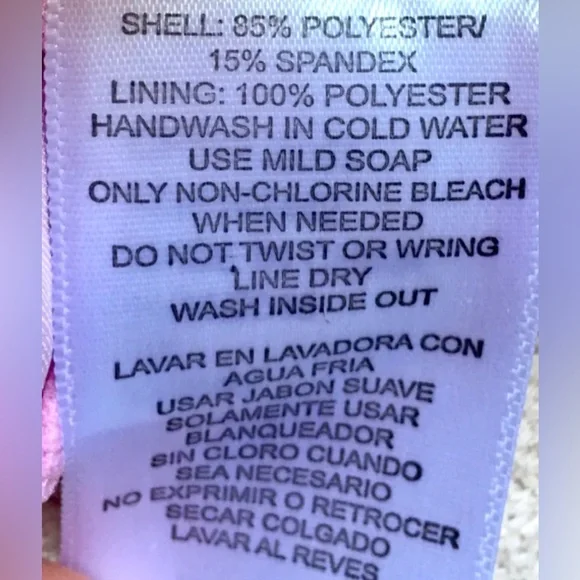 SHELL: 85% POLYESTER/
15% SPANDEX
LINING: 100% POLYESTER
HANDWASH IN COLD WATER
USE MILD SOAP
ONLY NON-CHLORINE BLEACH
WHEN NEEDED
DO NOT TWIST OR WRING
LINE DRY
WASH INSIDE OUT
LAVAR EN LAVADORA CON
AGUA FRIA
USAR JABON SUAVE
SOLAMENTE USAR
BLANQUEADOR
SIN CLORO CUANDO
SEA NECESARIO
NO EXPRIMIR O RETROCER
SECAR COLGADO
LAVAR AL REVES